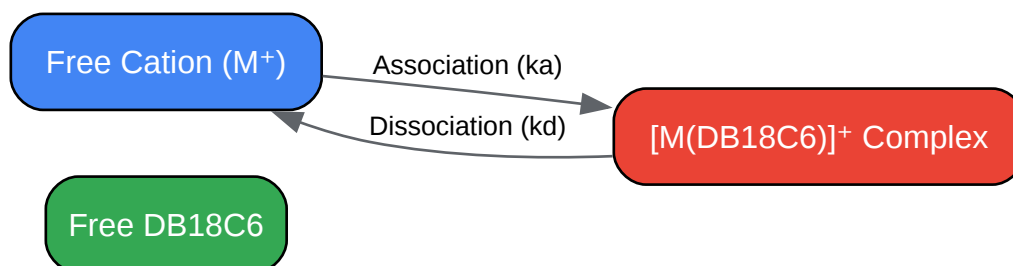 Free Cation (M⁺)
Association (ka)
Dissociation (kd)
[M(DB18C6)]⁺ Complex
Free DB18C6